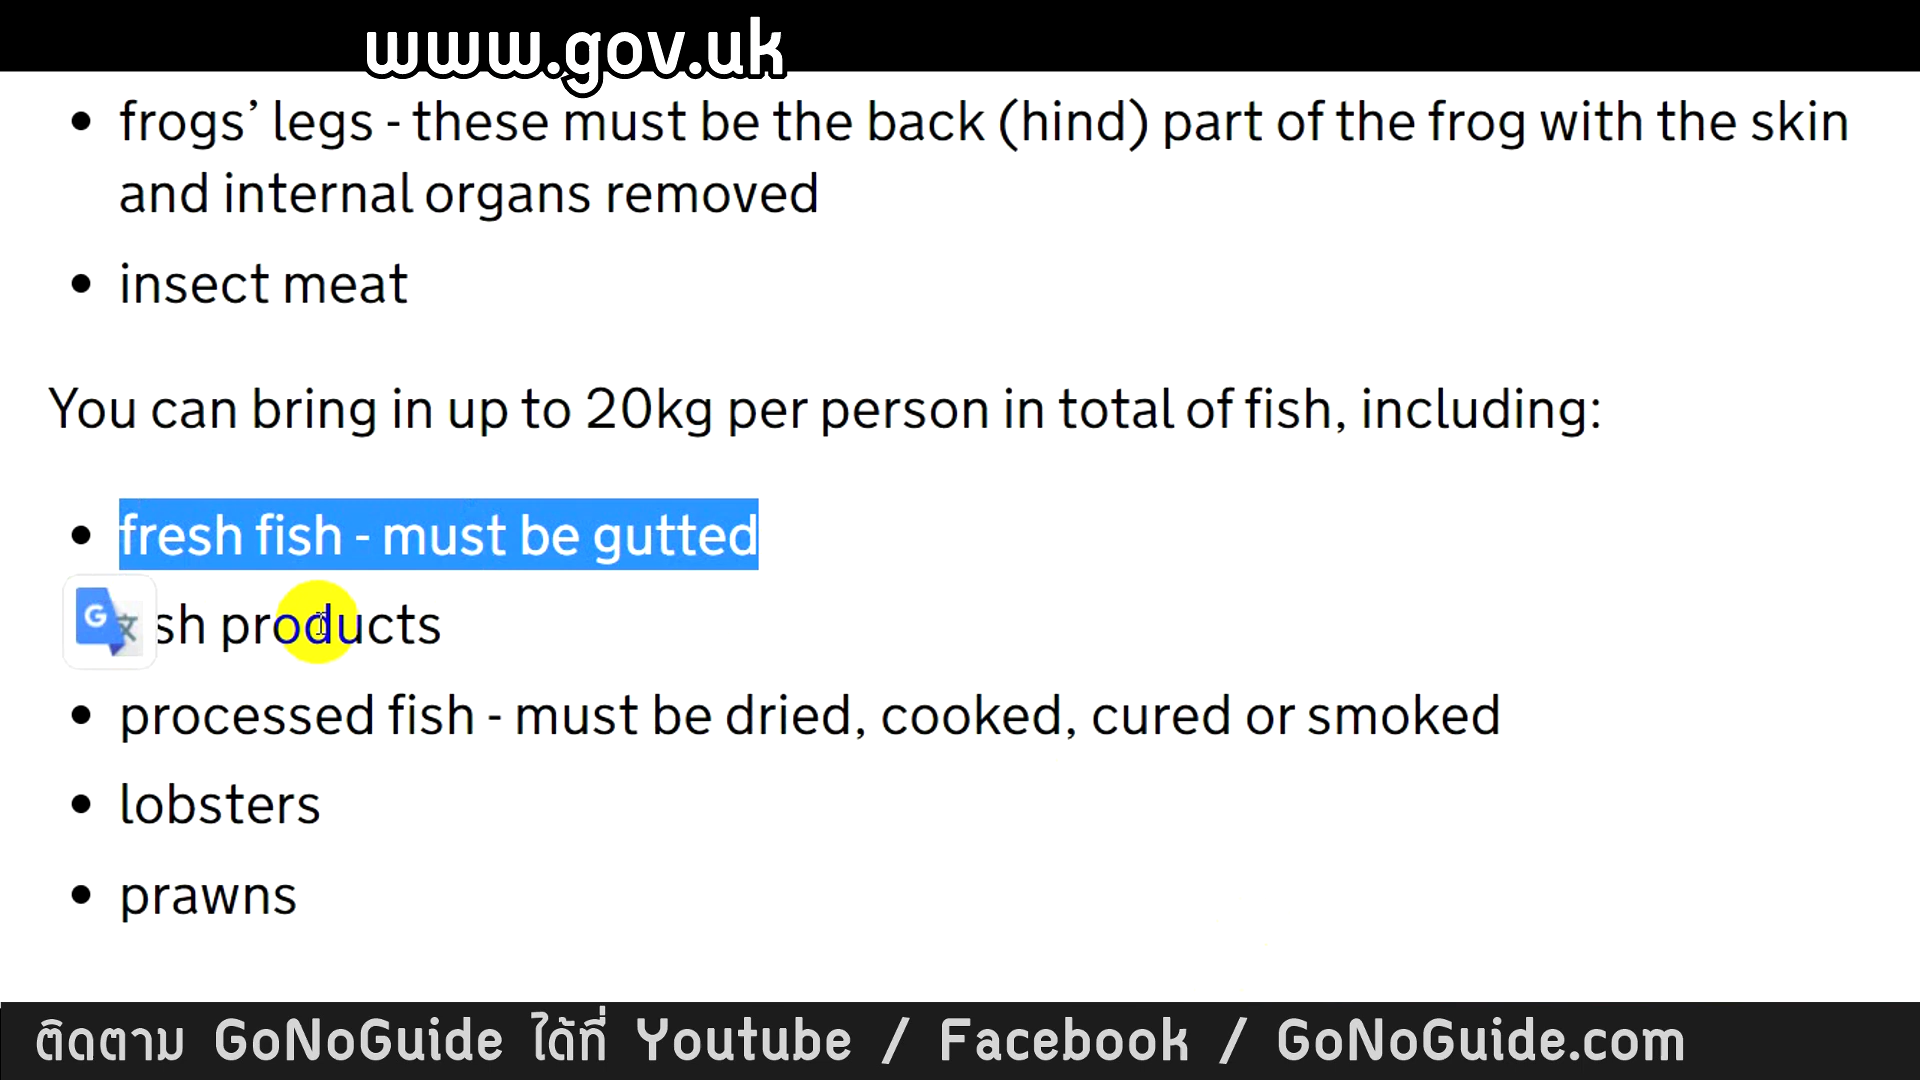 www.gov.uk
frogs’ legs - these must be the back (hind) part of the frog with the skin
and internal organs removed
insect meat
You can bring in up to 20kg per person in total of fish, including:
fresh fish - must be gutted
sh products
processed fish - must be dried, cooked, cured or smoked
lobsters
prawns
ติดตาม GoNoGuide ได้ที่ Youtube / Facebook / GoNoGuide.com